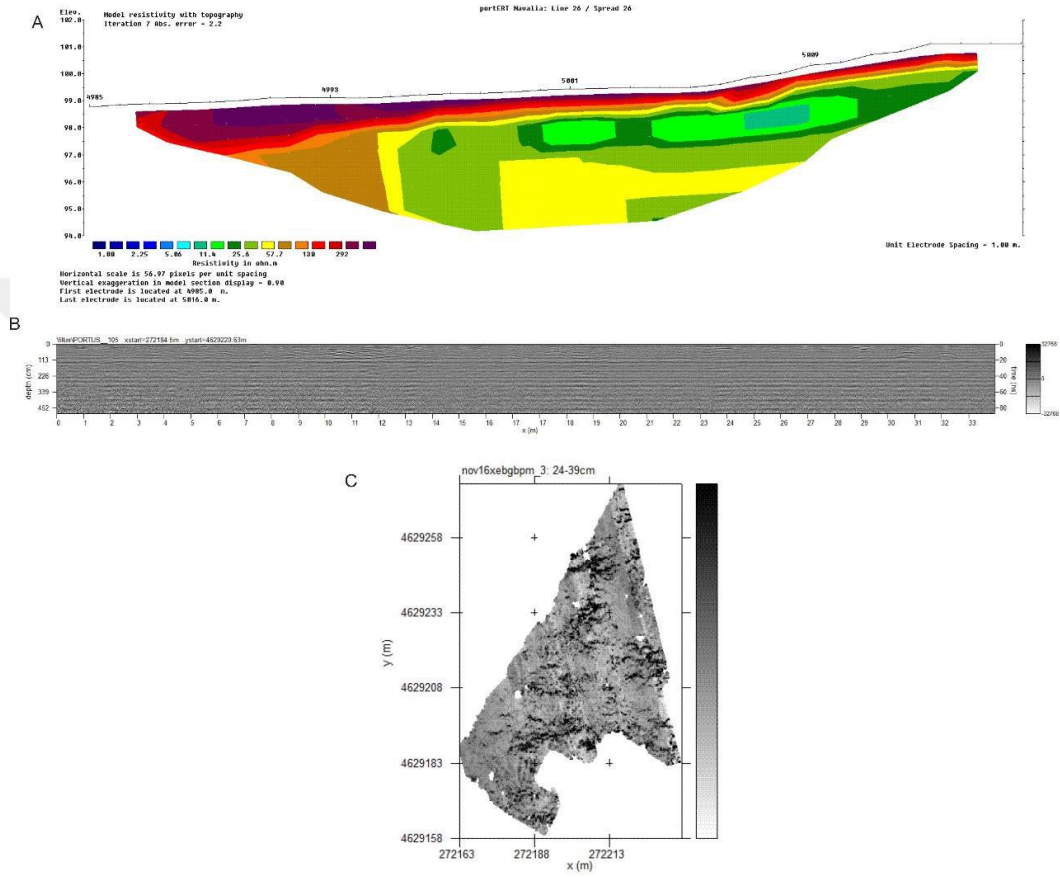 A
portERT Navalia: Line 26 / Spread 26
Elev.
Model resistivity with topography
Iteration 7 Abs. error = 2.2
102.0
101.0
100.0
99.0
98.0
97.0
96.0
95.0
94.0
4985
4993
5001
5009
1.00 2.25 5.06 11.4 25.6 57.7 130 292
Resistivity in ohm.m
Unit Electrode Spacing = 1.00 m.
Horizontal scale is 56.97 pixels per unit spacing
Vertical exaggeration in model section display = 0.90
First electrode is located at 4985.0 m.
Last electrode is located at 5016.0 m.
B
PORTUS__105 xstart=272184.5m ystart=4629220.63m
depth (cm)
0
113
226
339
452
0
20
40
60
80
time [ns]
32766
0
-32766
0 1 2 3 4 5 6 7 8 9 10 11 12 13 14 15 16 17 18 19 20 21 22 23 24 25 26 27 28 29 30 31 32 33
x (m)
C
nov16xebgbpm_3: 24-39cm
4629258
4629233
4629208
4629183
4629158
y (m)
272163 272188 272213
x (m)